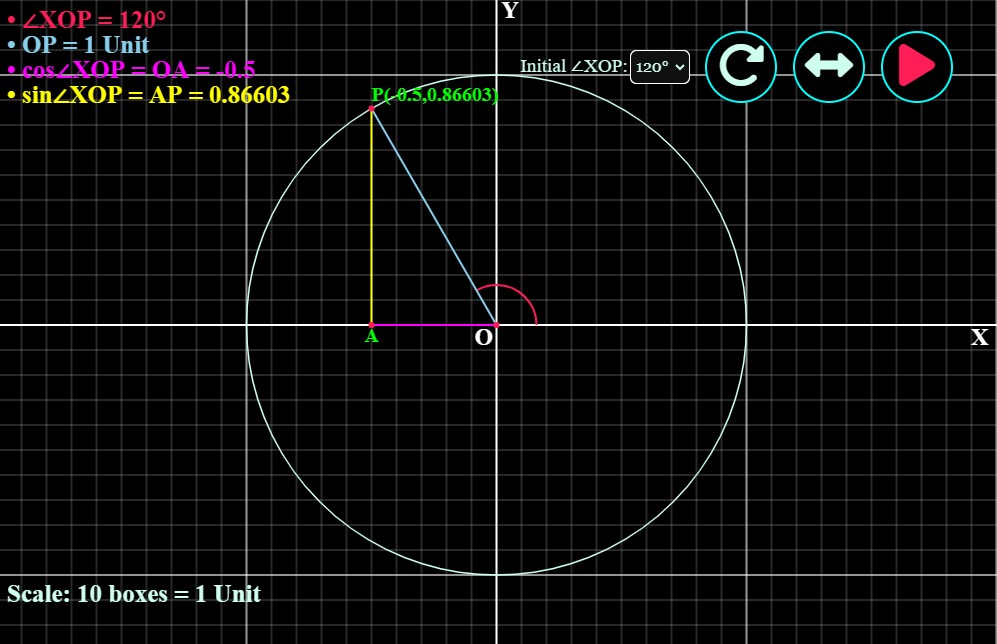 • ∠XOP = 120°
• OP = 1 Unit
• cos∠XOP = OA = -0.5
• sin∠XOP = AP = 0.86603
Y
Initial ∠XOP: 120°
P(-0.5,0.86603)
A
O
X
Scale: 10 boxes = 1 Unit